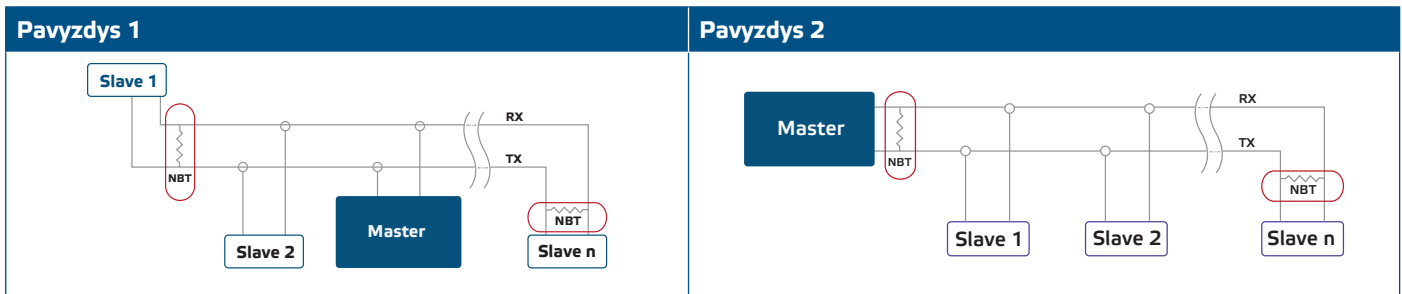 Pavyzdys 1
Slave 1
RX
TX
NBT
NBT
Master
Slave 2
Slave n
Pavyzdys 2
Master
RX
TX
NBT
NBT
Slave 1
Slave 2
Slave n